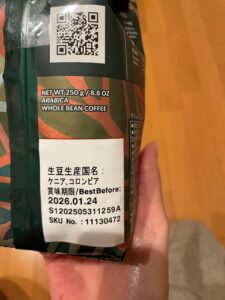 NET WT 250 g / 8.8 OZ
ARABICA
WHOLE BEAN COFFEE
生豆生産国名：
ケニア、コロンビア
賞味期限/BestBefore:
2026.01.24
S1202505311259A
SKU No. : 11130472